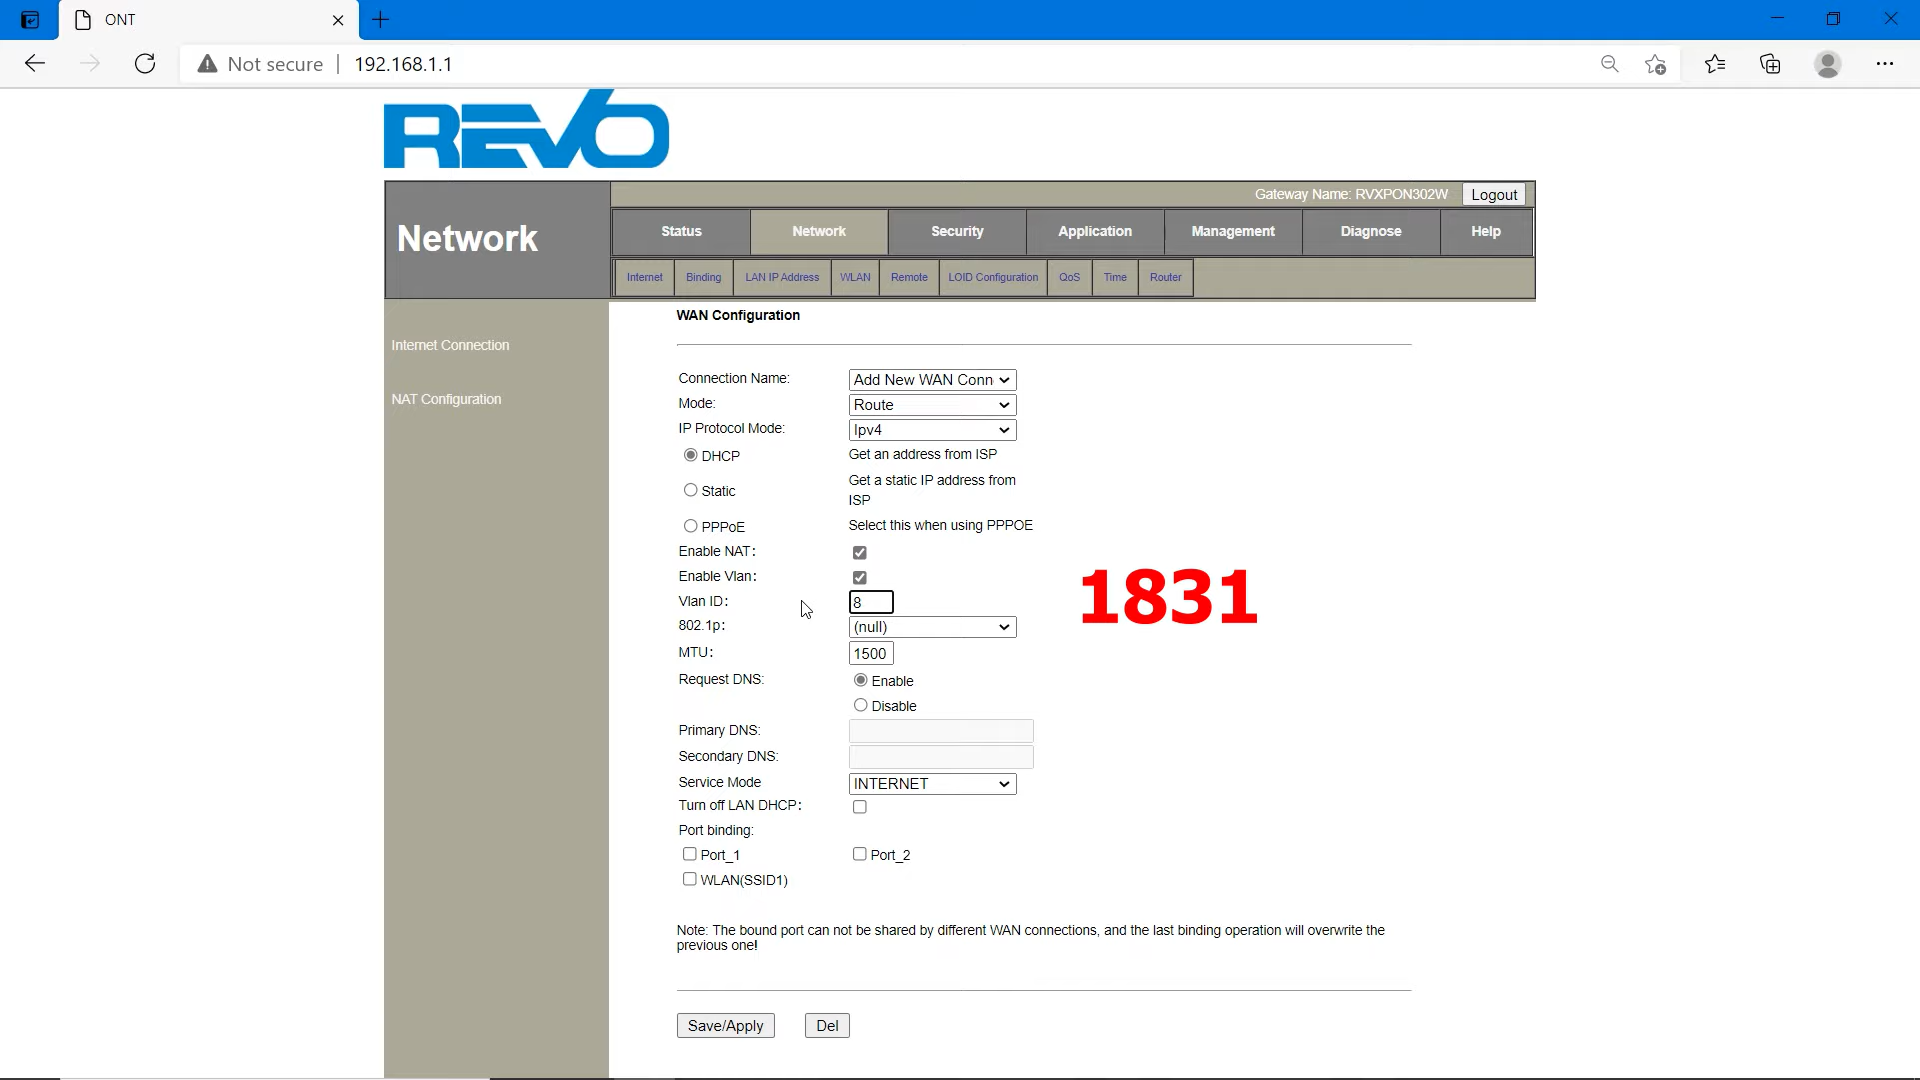 ONT
Not secure | 192.168.1.1
REVO
Gateway Name: RVXPON302W Logout
Network
Status Network Security Application Management Diagnose Help
Internet Binding LAN IP Address WLAN Remote LOID Configuration QoS Time Router
Internet Connection
NAT Configuration
WAN Configuration
Connection Name: Add New WAN Conn
Mode: Route
IP Protocol Mode: Ipv4
DHCP Get an address from ISP
Static Get a static IP address from
ISP
PPPoE Select this when using PPPOE
Enable NAT:
Enable Vlan:
Vlan ID: 8
1831
802.1p: (null)
MTU: 1500
Request DNS: Enable
Disable
Primary DNS:
Secondary DNS:
Service Mode INTERNET
Turn off LAN DHCP:
Port binding:
Port_1 Port_2
WLAN(SSID1)
Note: The bound port can not be shared by different WAN connections, and the last binding operation will overwrite the
previous one!
Save/Apply Del